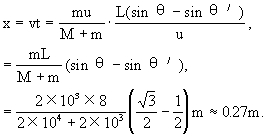 x = vt = mu/(M + m) · L(sin θ − sin θ ′)/u ,
= mL/(M + m) (sin θ − sin θ ′),
= 2×10³×8/(2×10⁴ + 2×10³) (√3/2 − 1/2) m ≈ 0.27m.